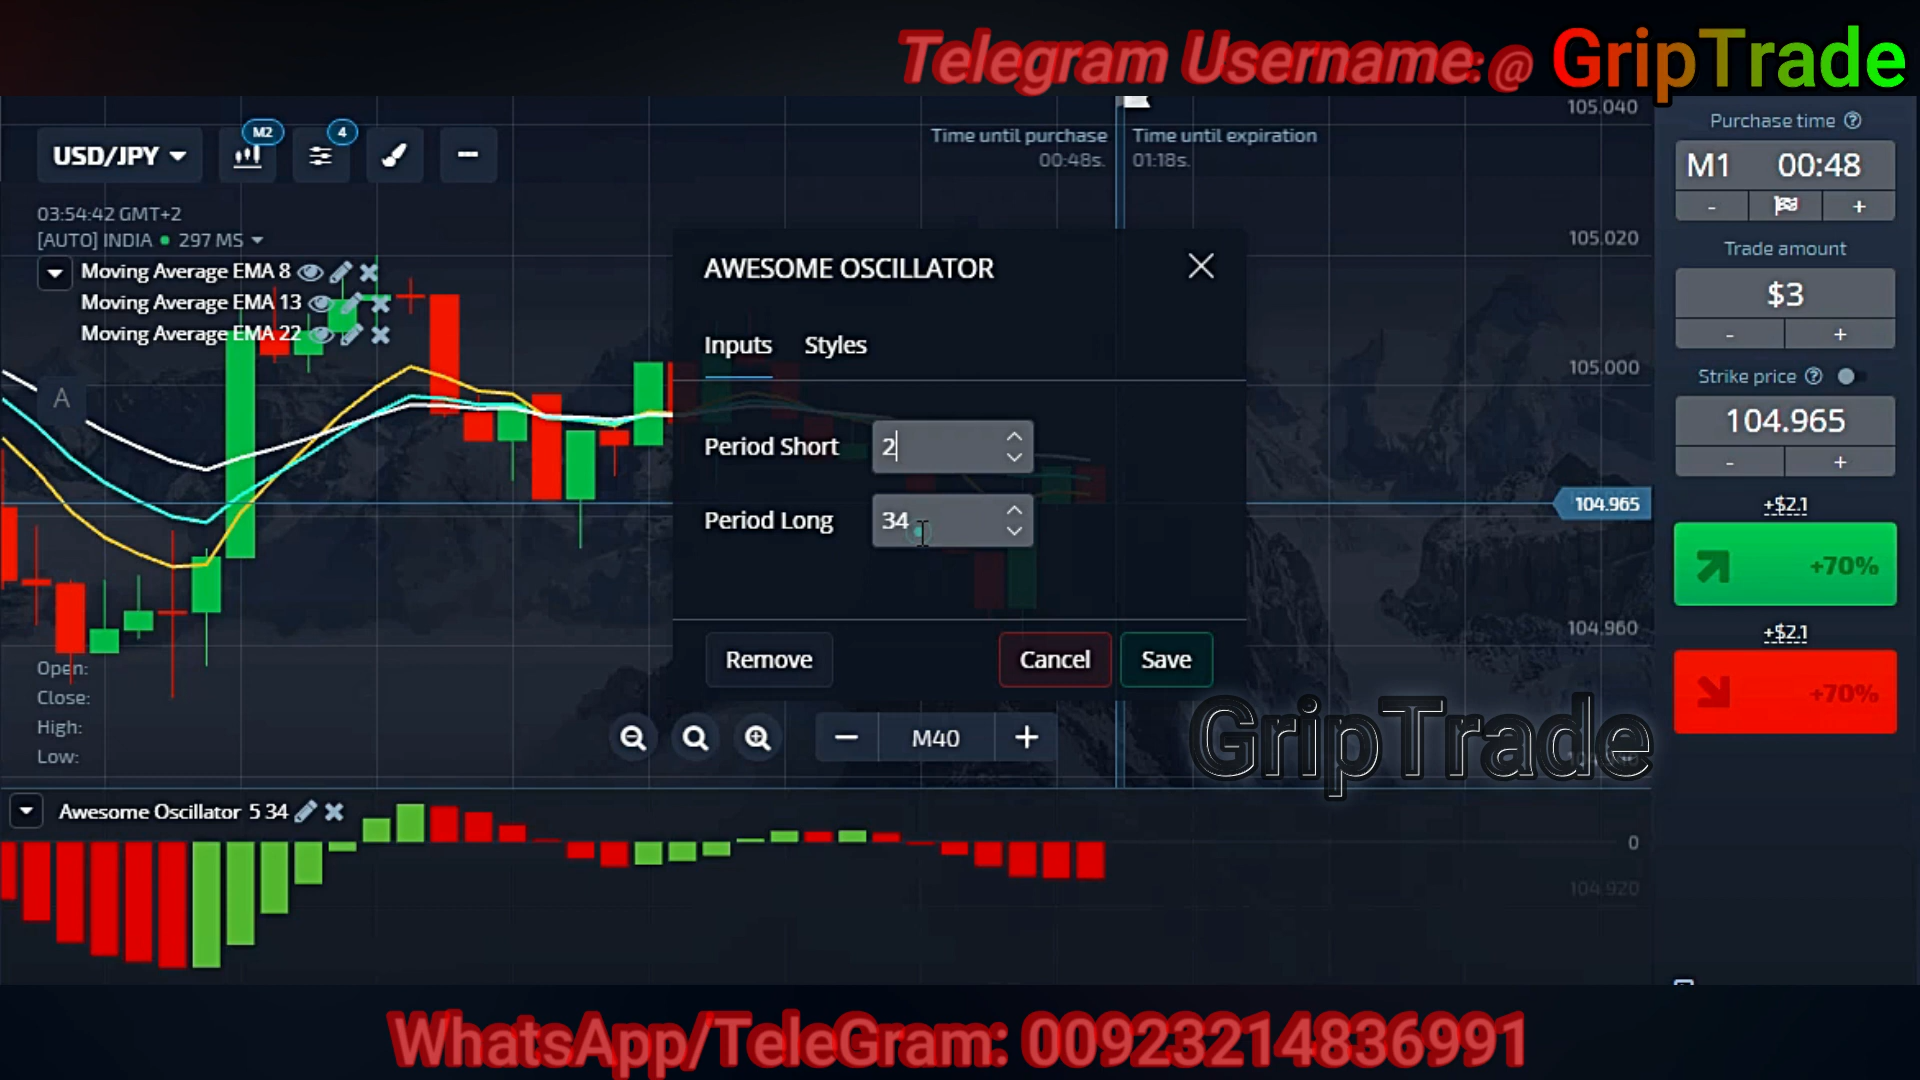 Telegram Username:@ GripTrade
USD/JPY
M2
4
Time until purchase
00:48s.
Time until expiration
01:18s.
105.040
Purchase time
M1 00:48
- +
03:54:42 GMT+2
[AUTO] INDIA 297 MS
Moving Average EMA 8
Moving Average EMA 13
Moving Average EMA 22
A
105.020
Trade amount
$3
- +
AWESOME OSCILLATOR
Inputs Styles
Period Short 2
Period Long 34
Remove Cancel Save
105.000
Strike price
104.965
- +
104.965
+$2.1
+70%
+$2.1
+70%
104.960
Open:
Close:
High:
Low:
M40
GripTrade
Awesome Oscillator 5 34
0
104.920
WhatsApp/TeleGram: 00923214836991